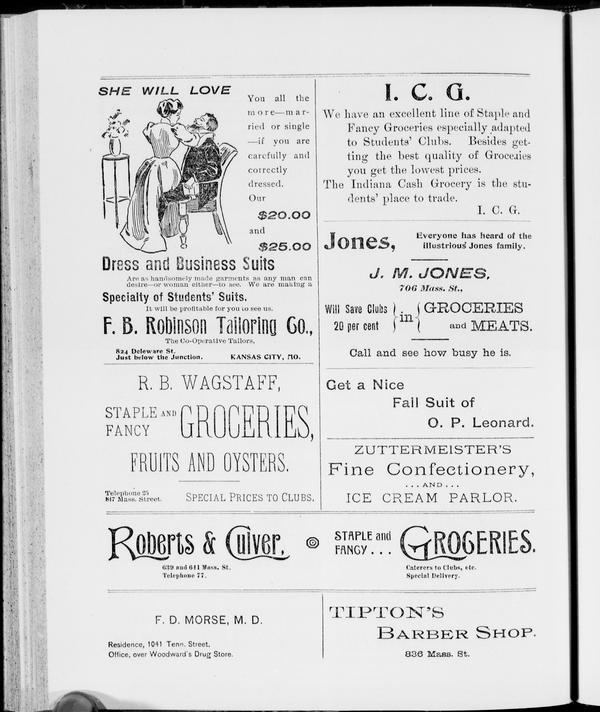 SHE WILL LOVE
You all the
more—mar-
ried or single
—if you are
carefully and
correctly
dressed.
Our
$20.00
and
$25.00
Dress and Business Suits
Are as handsomely made garments as any man can
desire—or woman either—to see. We are making a
Specialty of Students' Suits.
It will be profitable for you to see us.
F. B. Robinson Tailoring Co.,
The Co-Operative Tailors,
824 Deleware St.
Just below the Junction. KANSAS CITY, MO.
R. B. WAGSTAFF,
STAPLE AND
FANCY
GROCERIES,
FRUITS AND OYSTERS.
Telephone 25
817 Mass. Street.
SPECIAL PRICES TO CLUBS.
I. C. G.
We have an excellent line of Staple and
Fancy Groceries especially adapted
to Students' Clubs. Besides get-
ting the best quality of Groceries
you get the lowest prices.
The Indiana Cash Grocery is the stu-
dents' place to trade.
I. C. G.
Jones,
Everyone has heard of the
illustrious Jones family.
J. M. JONES,
706 Mass. St.,
Will Save Clubs
20 per cent
in
GROCERIES
and MEATS.
Call and see how busy he is.
Get a Nice
Fall Suit of
O. P. Leonard.
ZUTTERMEISTER'S
Fine Confectionery,
... AND ...
ICE CREAM PARLOR.
Roberts & Culver,
639 and 641 Mass. St.
Telephone 77.
STAPLE and
FANCY . . .
GROCERIES.
Caterers to Clubs, etc.
Special Delivery.
F. D. MORSE, M. D.
Residence, 1041 Tenn. Street,
Office, over Woodward's Drug Store.
TIPTON'S
BARBER SHOP.
836 Mass. St.